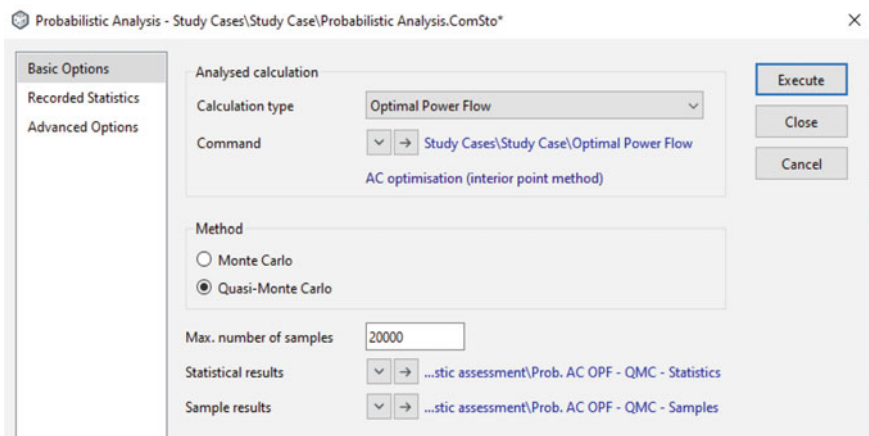 Probabilistic Analysis - Study Cases\Study Case\Probabilistic Analysis.ComSto*
Basic Options
Recorded Statistics
Advanced Options
Analysed calculation
Calculation type Optimal Power Flow
Command Study Cases\Study Case\Optimal Power Flow
AC optimisation (interior point method)
Method
Monte Carlo
Quasi-Monte Carlo
Max. number of samples 20000
Statistical results ...stic assessment\Prob. AC OPF - QMC - Statistics
Sample results ...stic assessment\Prob. AC OPF - QMC - Samples
Execute
Close
Cancel